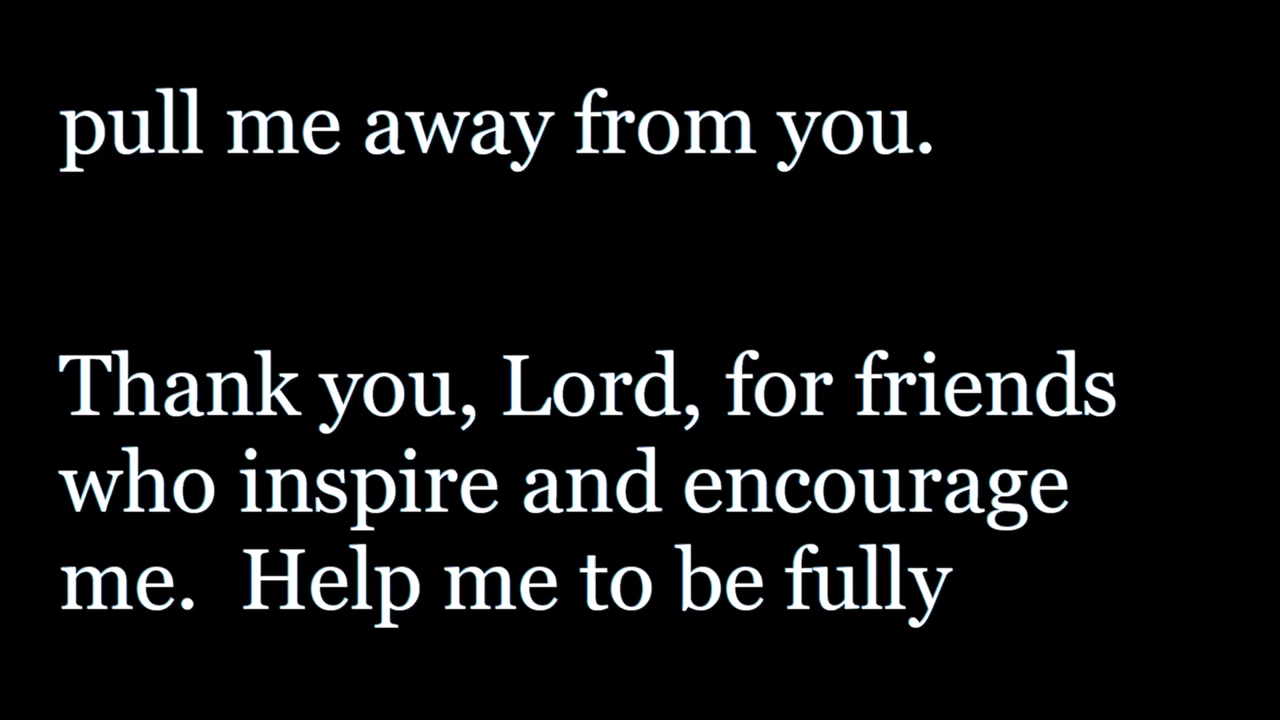 pull me away from you.
Thank you, Lord, for friends
who inspire and encourage
me.  Help me to be fully